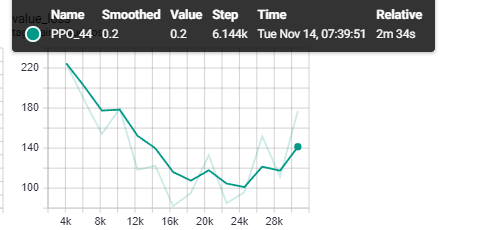 Name Smoothed Value Step Time Relative
value_loss
PPO_44 0.2 0.2 6.144k Tue Nov 14, 07:39:51 2m 34s
220
180
140
100
4k 8k 12k 16k 20k 24k 28k